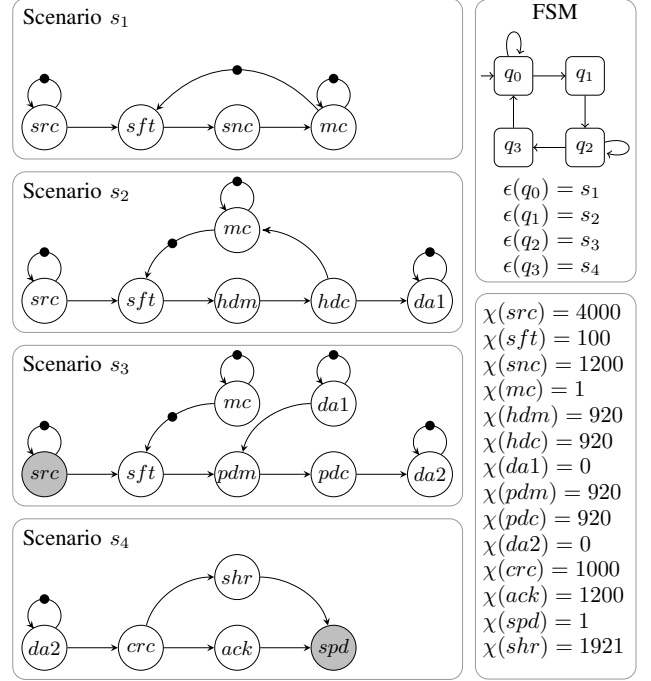 Scenario s₁
src
sft
snc
mc
Scenario s₂
mc
src
sft
hdm
hdc
da1
Scenario s₃
mc
da1
src
sft
pdm
pdc
da2
Scenario s₄
shr
da2
crc
ack
spd
FSM
q₀
q₁
q₃
q₂
ϵ(q₀) = s₁
ϵ(q₁) = s₂
ϵ(q₂) = s₃
ϵ(q₃) = s₄
χ(src) = 4000
χ(sft) = 100
χ(snc) = 1200
χ(mc) = 1
χ(hdm) = 920
χ(hdc) = 920
χ(da1) = 0
χ(pdm) = 920
χ(pdc) = 920
χ(da2) = 0
χ(crc) = 1000
χ(ack) = 1200
χ(spd) = 1
χ(shr) = 1921